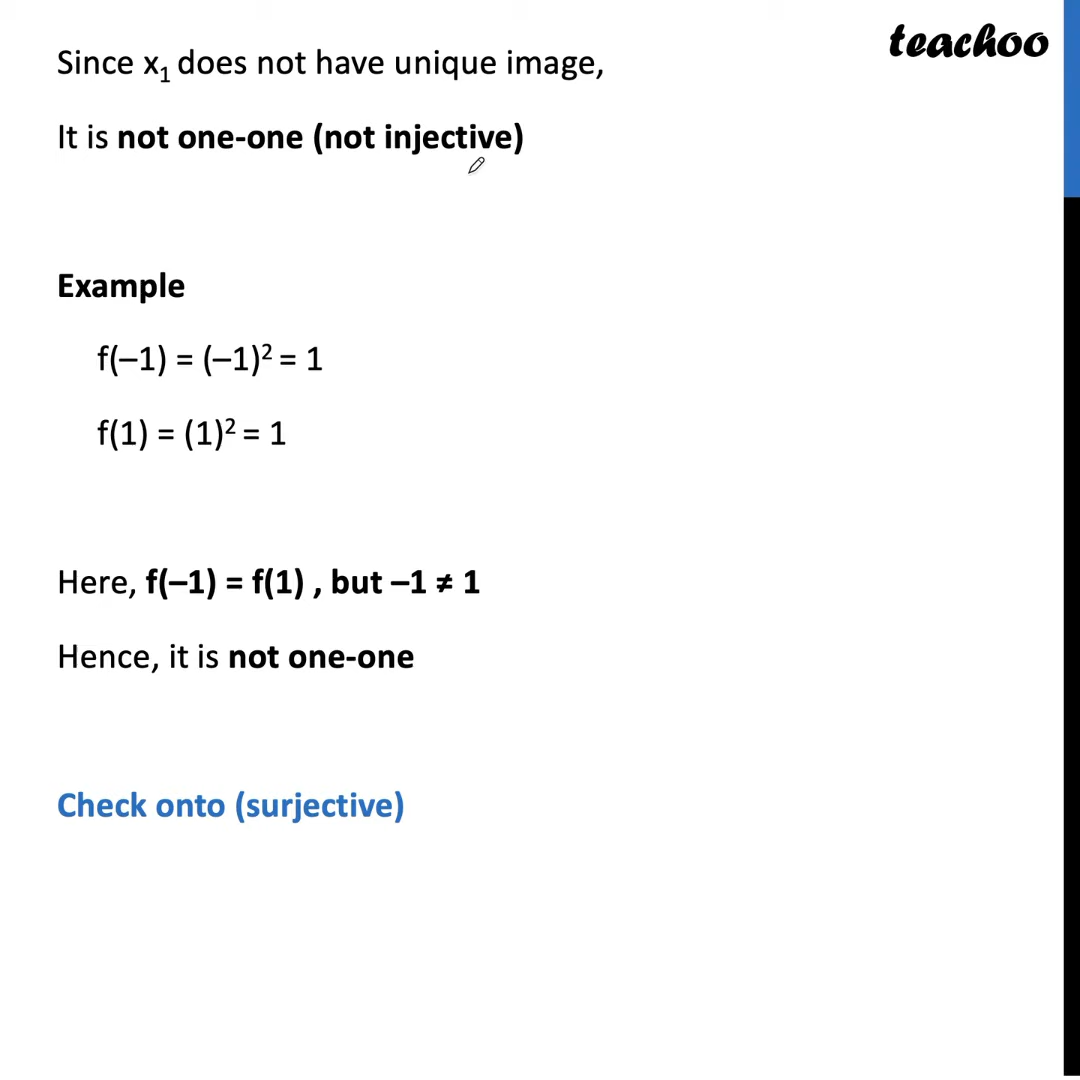 teachoo
Since x₁ does not have unique image,
It is not one-one (not injective)
Example
f(–1) = (–1)² = 1
f(1) = (1)² = 1
Here, f(–1) = f(1) , but –1 ≠ 1
Hence, it is not one-one
Check onto (surjective)